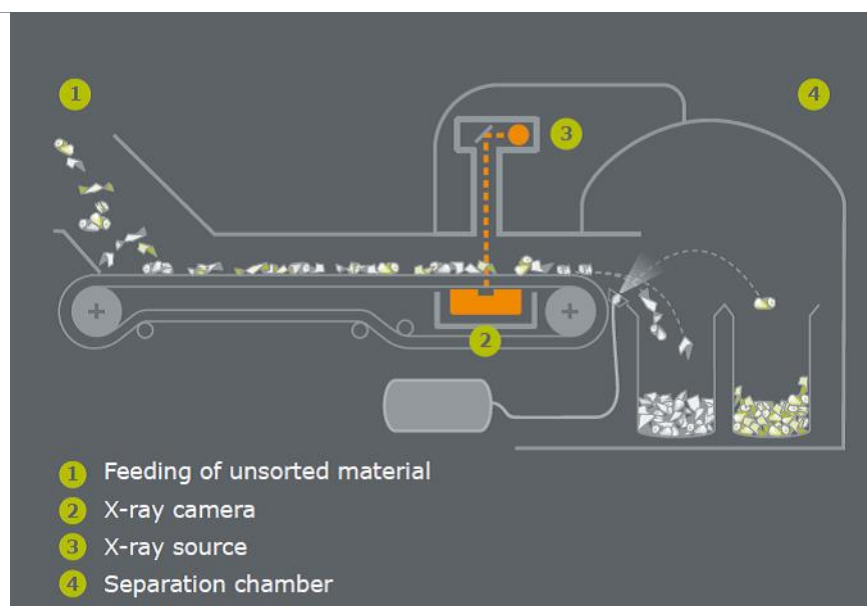 1
4
3
2
1 Feeding of unsorted material
2 X-ray camera
3 X-ray source
4 Separation chamber